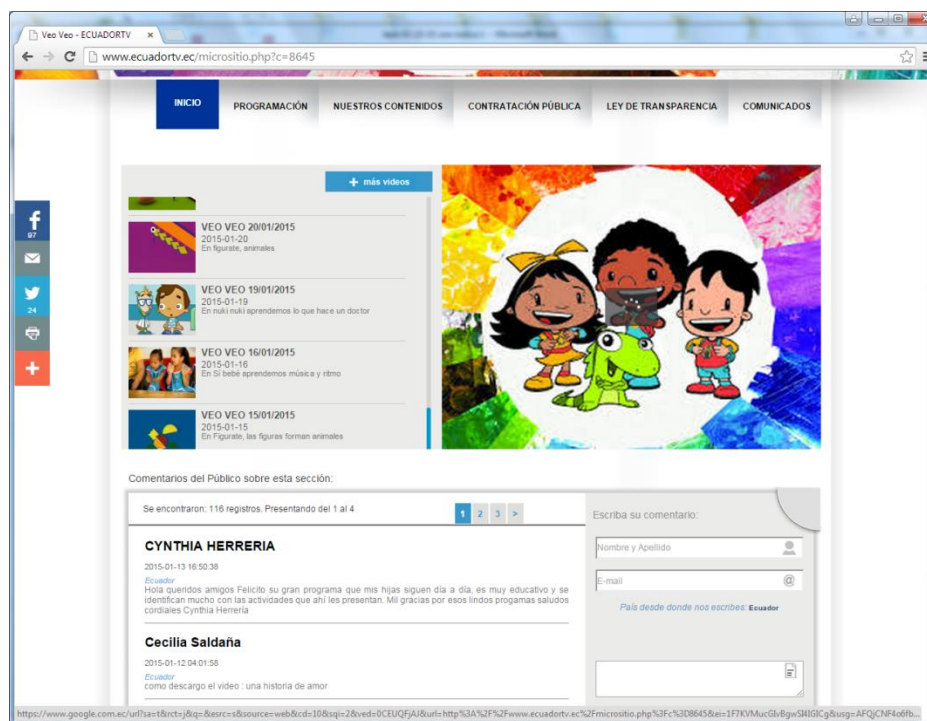 Veo Veo - ECUADORTV
www.ecuadortv.ec/micrositio.php?c=8645
INICIO
PROGRAMACIÓN
NUESTROS CONTENIDOS
CONTRATACIÓN PÚBLICA
LEY DE TRANSPARENCIA
COMUNICADOS
+ más videos
VEO VEO 20/01/2015
2015-01-20
En figurate, animales
VEO VEO 19/01/2015
2015-01-19
En nuki nuki aprendemos lo que hace un doctor
VEO VEO 16/01/2015
2015-01-16
En Si bebé aprendemos música y ritmo
VEO VEO 15/01/2015
2015-01-15
En Figurate, las figuras forman animales
97
24
Comentarios del Público sobre esta sección:
Se encontraron: 116 registros. Presentando del 1 al 4
1 2 3 >
CYNTHIA HERRERIA
2015-01-13 16:50:38
Ecuador
Hola queridos amigos Felicito su gran programa que mis hijas siguen día a día, es muy educativo y se
identifican mucho con las actividades que ahí les presentan. Mil gracias por esos lindos progamas saludos
cordiales Cynthia Herrería
Cecilia Saldaña
2015-01-12 04:01:58
Ecuador
como descargo el video : una historia de amor
Escriba su comentario:
Nombre y Apellido
E-mail
@
País desde donde nos escribes: Ecuador